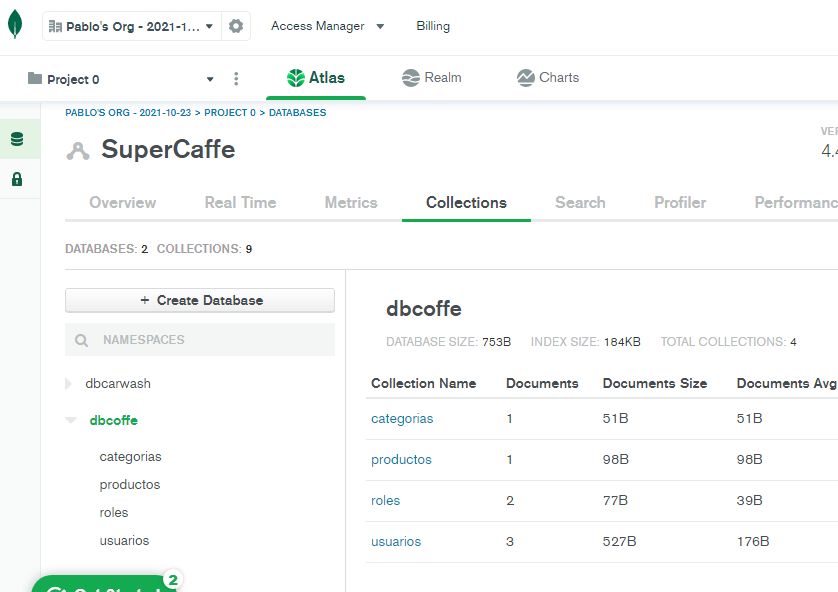 Pablo's Org - 2021-1... Access Manager Billing
Project 0 Atlas Realm Charts
PABLO'S ORG - 2021-10-23 > PROJECT 0 > DATABASES
SuperCaffe
VER
4.4
Overview Real Time Metrics Collections Search Profiler Performanc
DATABASES: 2 COLLECTIONS: 9
+ Create Database
NAMESPACES
dbcarwash
dbcoffe
categorias
productos
roles
usuarios
2
dbcoffe
DATABASE SIZE: 753B INDEX SIZE: 184KB TOTAL COLLECTIONS: 4
Collection Name Documents Documents Size Documents Avg
categorias 1 51B 51B
productos 1 98B 98B
roles 2 77B 39B
usuarios 3 527B 176B